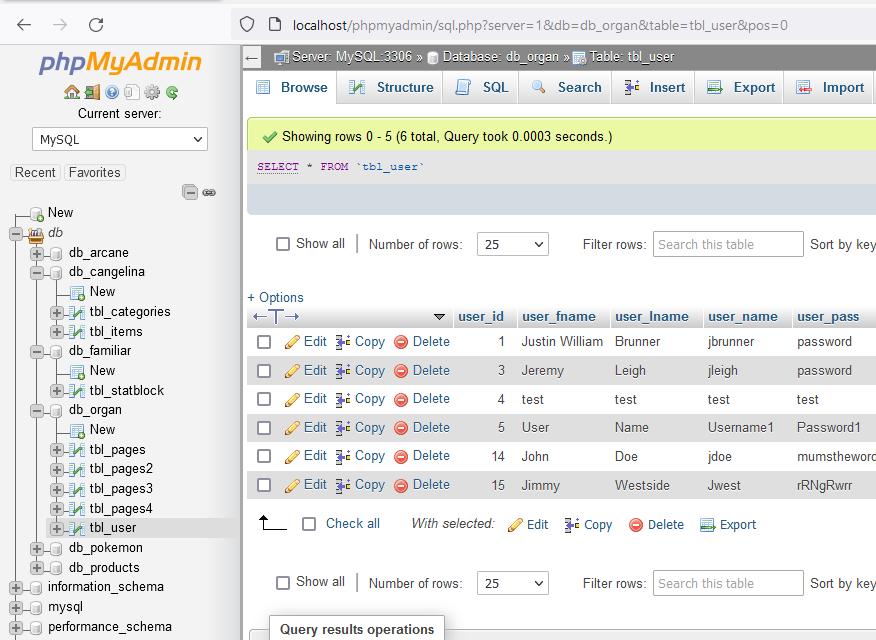 localhost/phpmyadmin/sql.php?server=1&db=db_organ&table=tbl_user&pos=0
phpMyAdmin
Current server:
MySQL
Recent Favorites
New
db
db_arcane
db_cangelina
New
tbl_categories
tbl_items
db_familiar
New
tbl_statblock
db_organ
New
tbl_pages
tbl_pages2
tbl_pages3
tbl_pages4
tbl_user
db_pokemon
db_products
information_schema
mysql
performance_schema
Server: MySQL:3306 » Database: db_organ » Table: tbl_user
Browse Structure SQL Search Insert Export Import
Showing rows 0 - 5 (6 total, Query took 0.0003 seconds.)
SELECT * FROM `tbl_user`
Show all Number of rows: 25 Filter rows: Search this table Sort by key
+ Options
user_id user_fname user_lname user_name user_pass
Edit Copy Delete 1 Justin William Brunner jbrunner password
Edit Copy Delete 3 Jeremy Leigh jleigh password
Edit Copy Delete 4 test test test test
Edit Copy Delete 5 User Name Username1 Password1
Edit Copy Delete 14 John Doe jdoe mumstheword
Edit Copy Delete 15 Jimmy Westside Jwest rRNgRwrr
Check all With selected: Edit Copy Delete Export
Show all Number of rows: 25 Filter rows: Search this table Sort by key
Query results operations